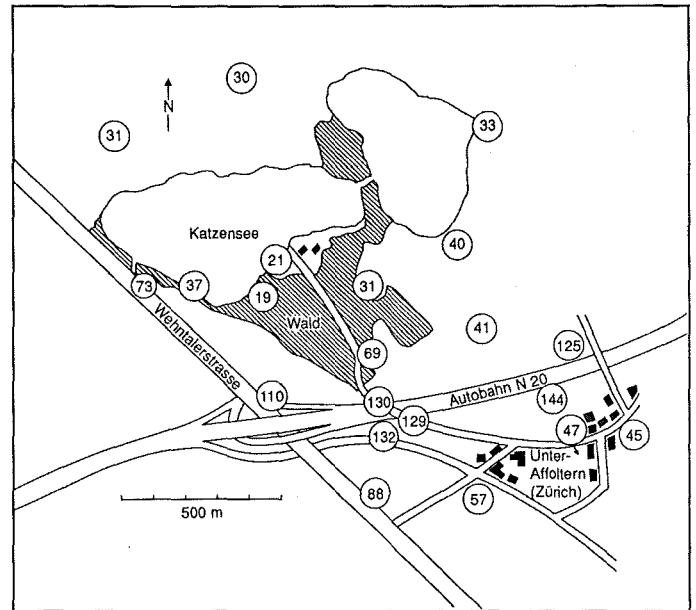 30
N
31
33
Katzensee
21
40
73
37
19
31
Wald
41
125
Wehntalerstrasse
69
110
130
Autobahn N 20
144
129
132
47
45
Unter-
Affoltern
(Zürich)
88
57
500 m